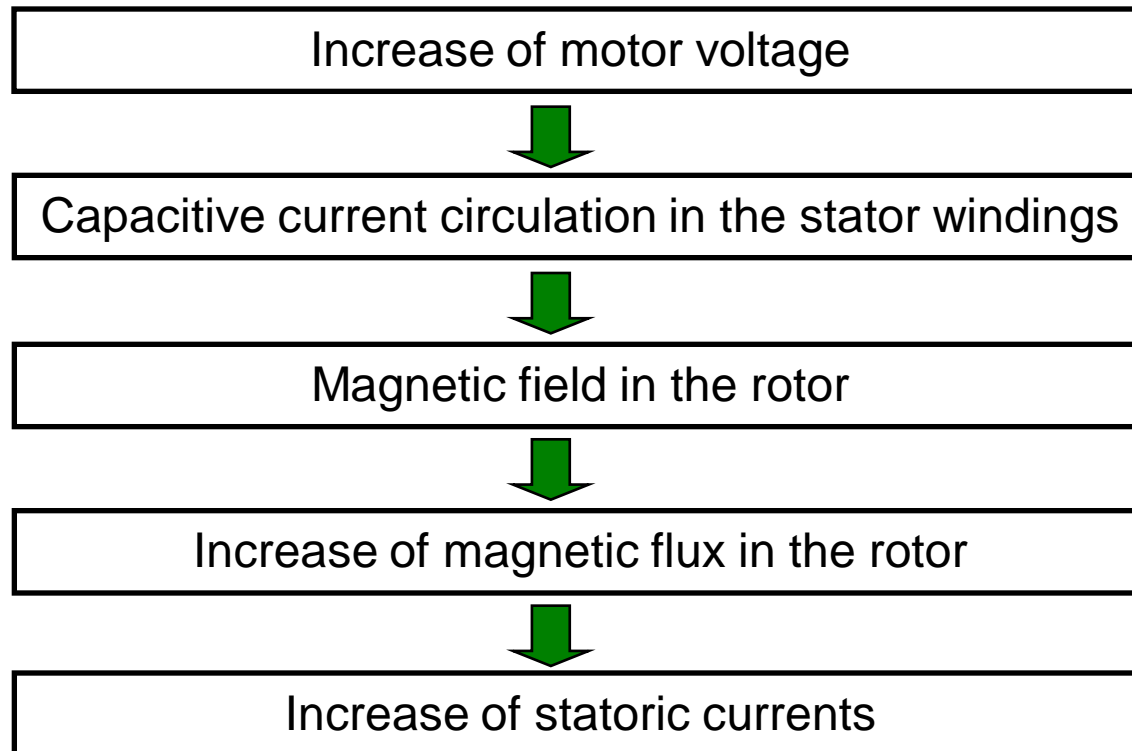 Increase of motor voltage
Capacitive current circulation in the stator windings
Magnetic field in the rotor
Increase of magnetic flux in the rotor
Increase of statoric currents